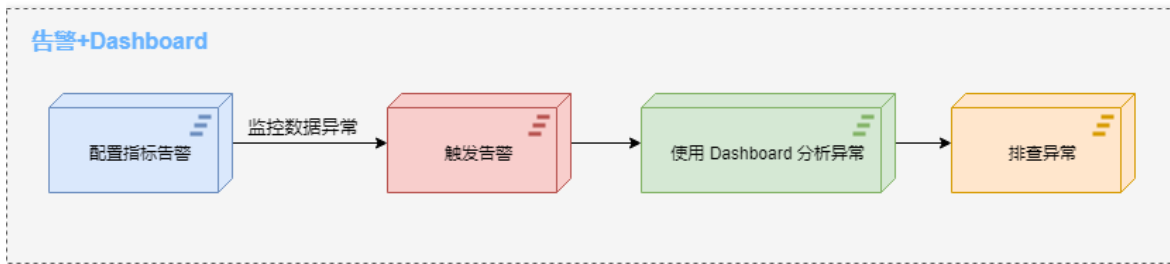 告警+Dashboard
配置指标告警
监控数据异常
触发告警
使用 Dashboard 分析异常
排查异常